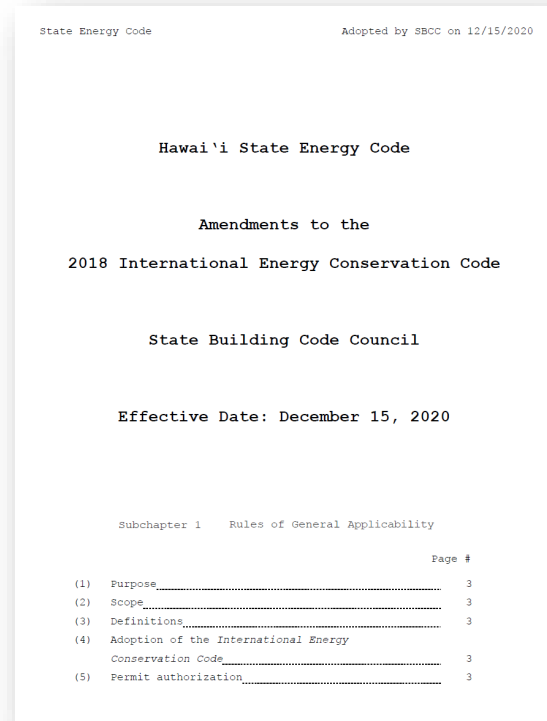 State Energy Code Adopted by SBCC on 12/15/2020
Hawai‘i State Energy Code
Amendments to the
2018 International Energy Conservation Code
State Building Code Council
Effective Date: December 15, 2020
Subchapter 1 Rules of General Applicability
Page #
(1) Purpose 3
(2) Scope 3
(3) Definitions 3
(4) Adoption of the International Energy
Conservation Code 3
(5) Permit authorization 3